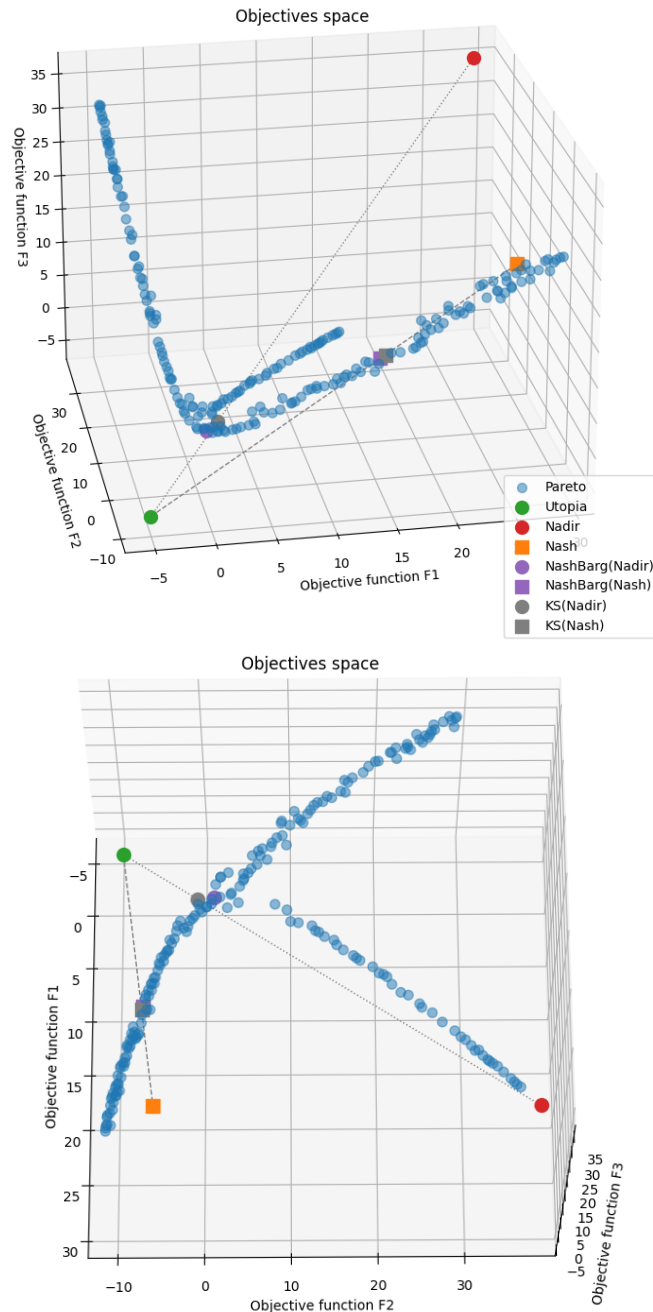 Objectives space
35
30
25
20
15
10
5
0
−5
Objective function F3
30
20
10
0
−10
Objective function F2
−5
0
5
10
15
20
30
Objective function F1
Pareto
Utopia
Nadir
Nash
NashBarg(Nadir)
NashBarg(Nash)
KS(Nadir)
KS(Nash)
Objectives space
−5
0
5
10
15
20
25
30
Objective function F1
−10
0
10
20
30
Objective function F2
35
30
25
20
15
10
5
0
−5
Objective function F3